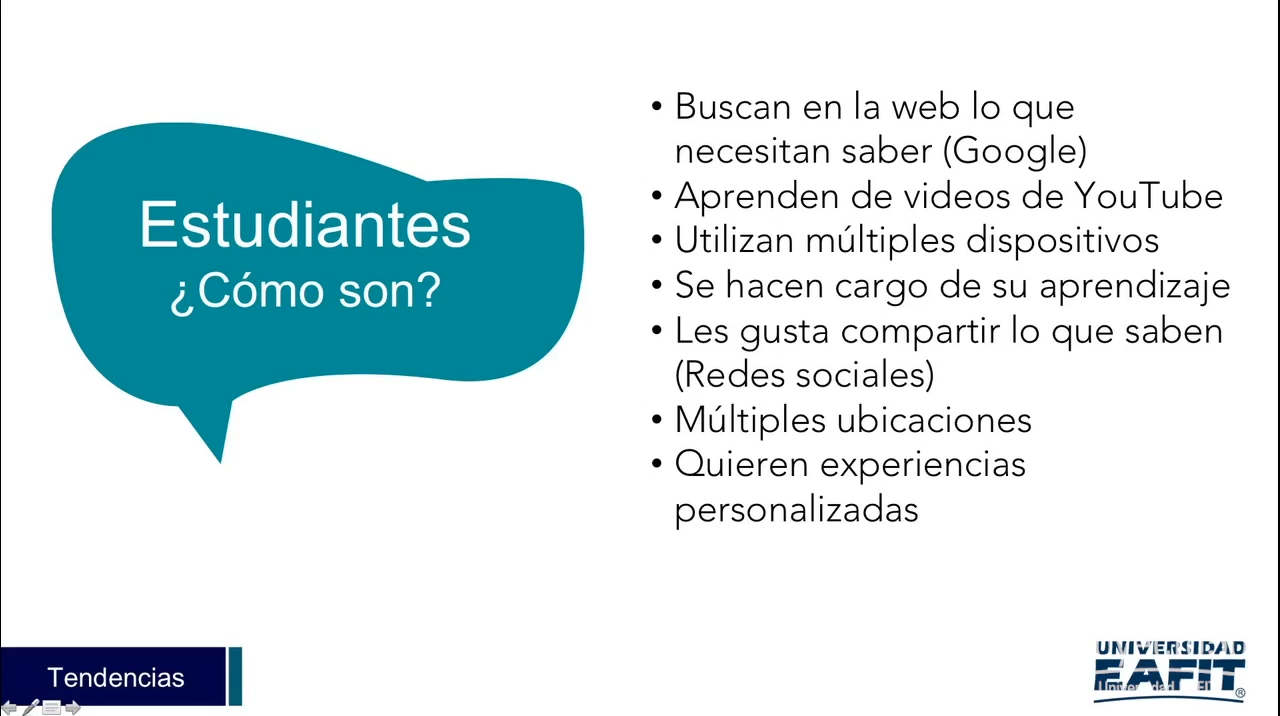 Estudiantes
¿Cómo son?
• Buscan en la web lo que
necesitan saber (Google)
• Aprenden de videos de YouTube
• Utilizan múltiples dispositivos
• Se hacen cargo de su aprendizaje
• Les gusta compartir lo que saben
(Redes sociales)
• Múltiples ubicaciones
• Quieren experiencias
personalizadas
Tendencias
UNIVERSIDAD
EAFIT®